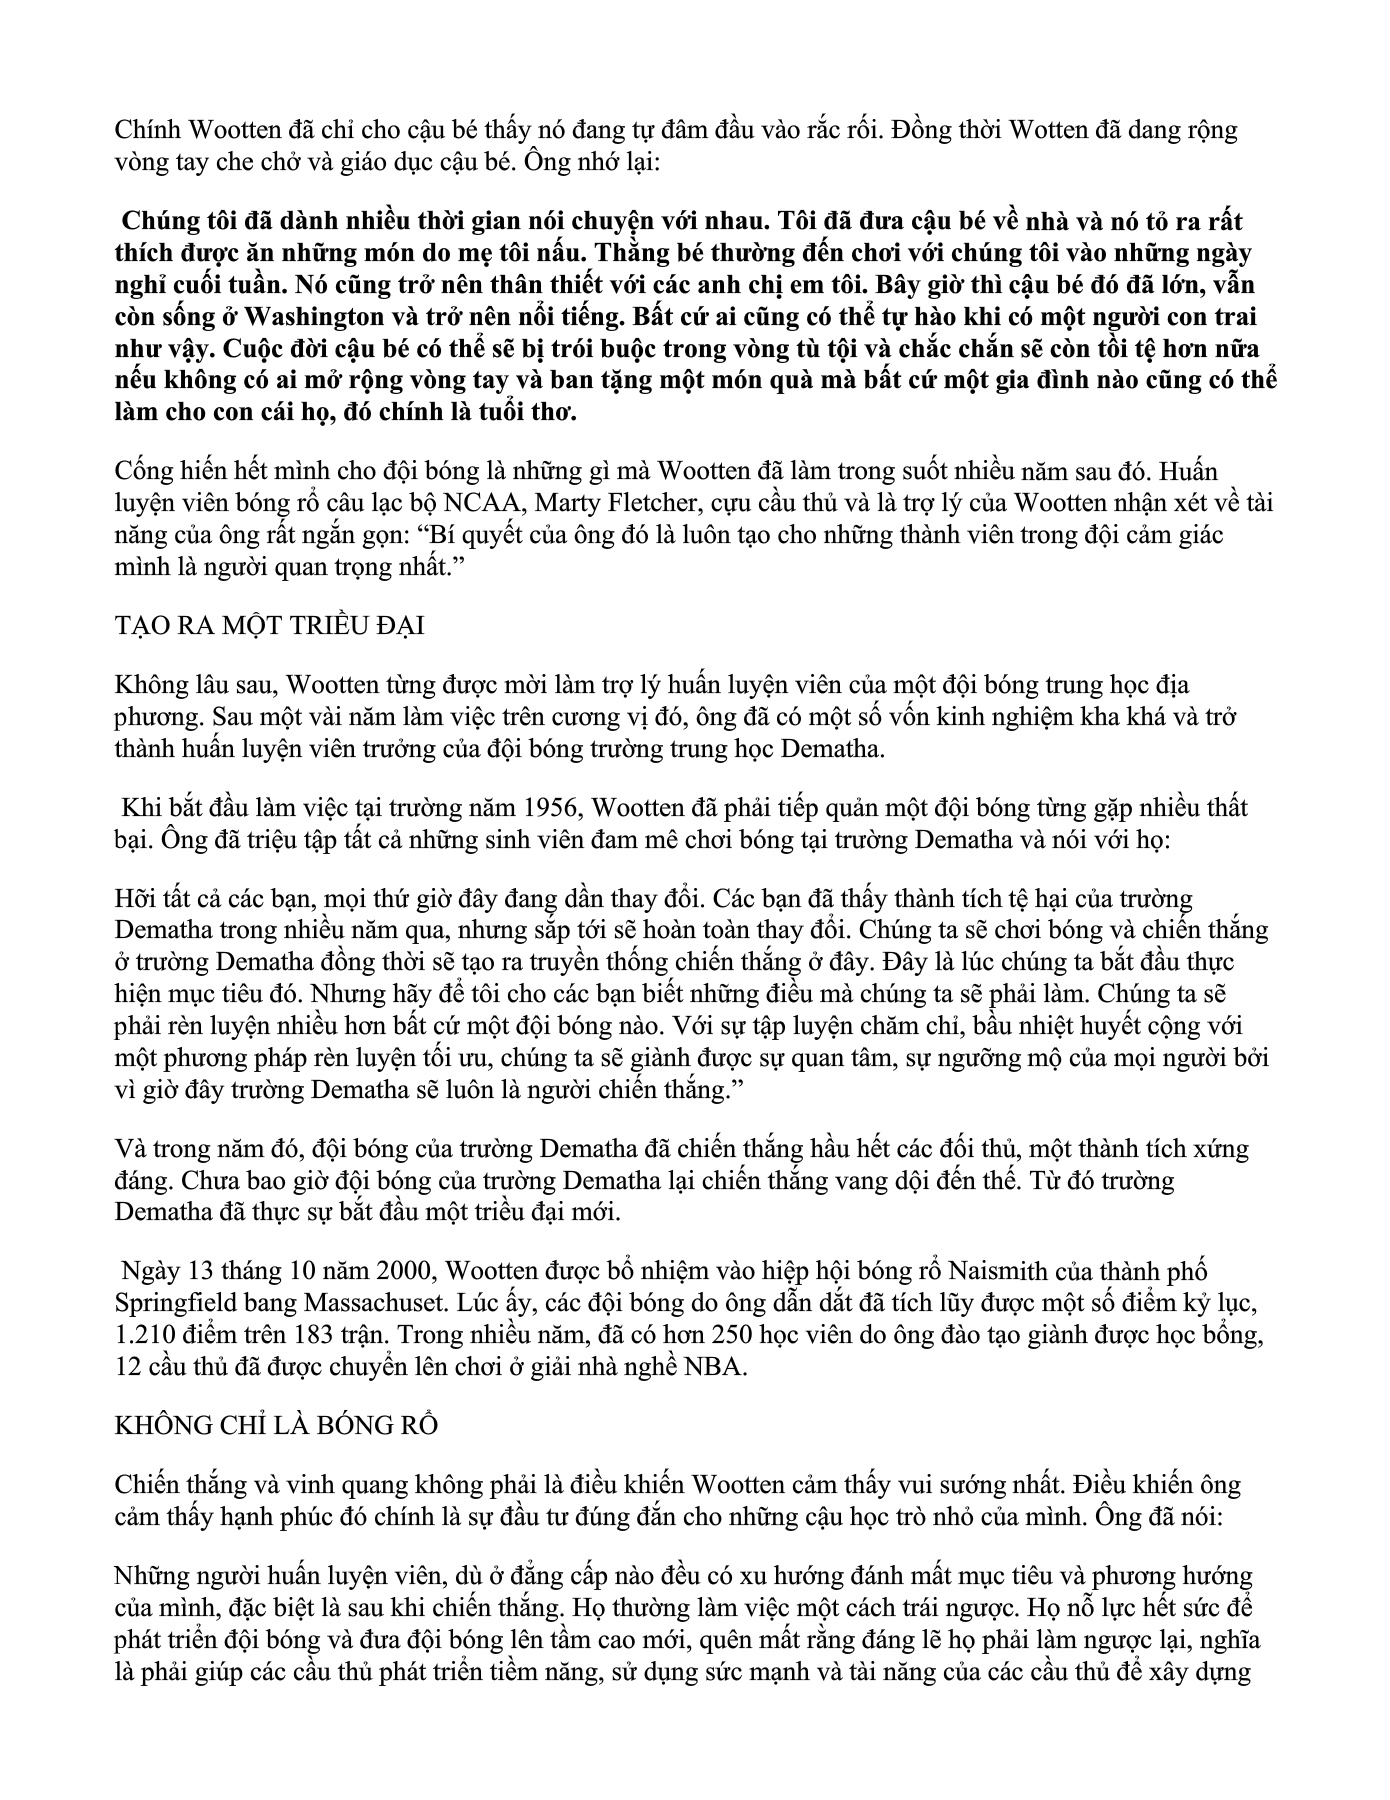 Chính Wootten đã chỉ cho cậu bé thấy nó đang tự đâm đầu vào rắc rối. Đồng thời Wotten đã dang rộng
vòng tay che chở và giáo dục cậu bé. Ông nhớ lại:
Chúng tôi đã dành nhiều thời gian nói chuyện với nhau. Tôi đã đưa cậu bé về nhà và nó tỏ ra rất
thích được ăn những món do mẹ tôi nấu. Thằng bé thường đến chơi với chúng tôi vào những ngày
nghỉ cuối tuần. Nó cũng trở nên thân thiết với các anh chị em tôi. Bây giờ thì cậu bé đó đã lớn, vẫn
còn sống ở Washington và trở nên nổi tiếng. Bất cứ ai cũng có thể tự hào khi có một người con trai
như vậy. Cuộc đời cậu bé có thể sẽ bị trói buộc trong vòng tù tội và chắc chắn sẽ còn tồi tệ hơn nữa
nếu không có ai mở rộng vòng tay và ban tặng một món quà mà bất cứ một gia đình nào cũng có thể
làm cho con cái họ, đó chính là tuổi thơ.
Cống hiến hết mình cho đội bóng là những gì mà Wootten đã làm trong suốt nhiều năm sau đó. Huấn
luyện viên bóng rổ câu lạc bộ NCAA, Marty Fletcher, cựu cầu thủ và là trợ lý của Wootten nhận xét về tài
năng của ông rất ngắn gọn: “Bí quyết của ông đó là luôn tạo cho những thành viên trong đội cảm giác
mình là người quan trọng nhất.”
TẠO RA MỘT TRIỀU ĐẠI
Không lâu sau, Wootten từng được mời làm trợ lý huấn luyện viên của một đội bóng trung học địa
phương. Sau một vài năm làm việc trên cương vị đó, ông đã có một số vốn kinh nghiệm kha khá và trở
thành huấn luyện viên trưởng của đội bóng trường trung học Dematha.
Khi bắt đầu làm việc tại trường năm 1956, Wootten đã phải tiếp quản một đội bóng từng gặp nhiều thất
bại. Ông đã triệu tập tất cả những sinh viên đam mê chơi bóng tại trường Dematha và nói với họ:
Hỡi tất cả các bạn, mọi thứ giờ đây đang dần thay đổi. Các bạn đã thấy thành tích tệ hại của trường
Dematha trong nhiều năm qua, nhưng sắp tới sẽ hoàn toàn thay đổi. Chúng ta sẽ chơi bóng và chiến thắng
ở trường Dematha đồng thời sẽ tạo ra truyền thống chiến thắng ở đây. Đây là lúc chúng ta bắt đầu thực
hiện mục tiêu đó. Nhưng hãy để tôi cho các bạn biết những điều mà chúng ta sẽ phải làm. Chúng ta sẽ
phải rèn luyện nhiều hơn bất cứ một đội bóng nào. Với sự tập luyện chăm chỉ, bầu nhiệt huyết cộng với
một phương pháp rèn luyện tối ưu, chúng ta sẽ giành được sự quan tâm, sự ngưỡng mộ của mọi người bởi
vì giờ đây trường Dematha sẽ luôn là người chiến thắng.”
Và trong năm đó, đội bóng của trường Dematha đã chiến thắng hầu hết các đối thủ, một thành tích xứng
đáng. Chưa bao giờ đội bóng của trường Dematha lại chiến thắng vang dội đến thế. Từ đó trường
Dematha đã thực sự bắt đầu một triều đại mới.
Ngày 13 tháng 10 năm 2000, Wootten được bổ nhiệm vào hiệp hội bóng rổ Naismith của thành phố
Springfield bang Massachuset. Lúc ấy, các đội bóng do ông dẫn dắt đã tích lũy được một số điểm kỷ lục,
1.210 điểm trên 183 trận. Trong nhiều năm, đã có hơn 250 học viên do ông đào tạo giành được học bổng,
12 cầu thủ đã được chuyển lên chơi ở giải nhà nghề NBA.
KHÔNG CHỈ LÀ BÓNG RỔ
Chiến thắng và vinh quang không phải là điều khiến Wootten cảm thấy vui sướng nhất. Điều khiến ông
cảm thấy hạnh phúc đó chính là sự đầu tư đúng đắn cho những cậu học trò nhỏ của mình. Ông đã nói:
Những người huấn luyện viên, dù ở đẳng cấp nào đều có xu hướng đánh mất mục tiêu và phương hướng
của mình, đặc biệt là sau khi chiến thắng. Họ thường làm việc một cách trái ngược. Họ nỗ lực hết sức để
phát triển đội bóng và đưa đội bóng lên tầm cao mới, quên mất rằng đáng lẽ họ phải làm ngược lại, nghĩa
là phải giúp các cầu thủ phát triển tiềm năng, sử dụng sức mạnh và tài năng của các cầu thủ để xây dựng